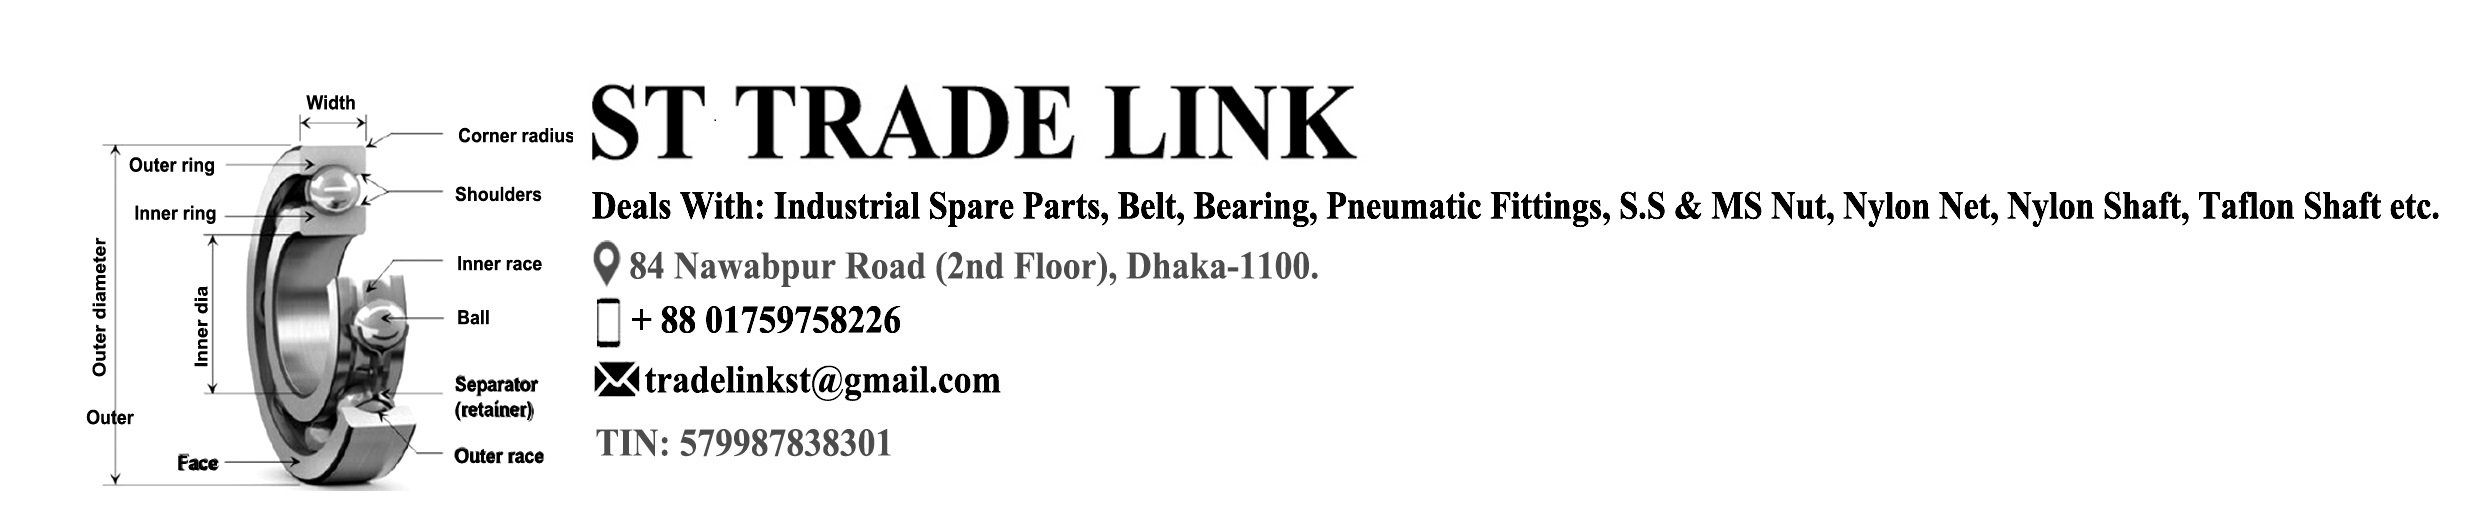 Width
Corner radius
Outer ring
Shoulders
Inner ring
Inner race
Outer diameter
Inner dia
Ball
Separator
(retainer)
Outer
Outer race
Face
ST TRADE LINK
Deals With: Industrial Spare Parts, Belt, Bearing, Pneumatic Fittings, S.S & MS Nut, Nylon Net, Nylon Shaft, Taflon Shaft etc.
84 Nawabpur Road (2nd Floor), Dhaka-1100.
+ 88 01759758226
tradelinkst@gmail.com
TIN: 579987838301